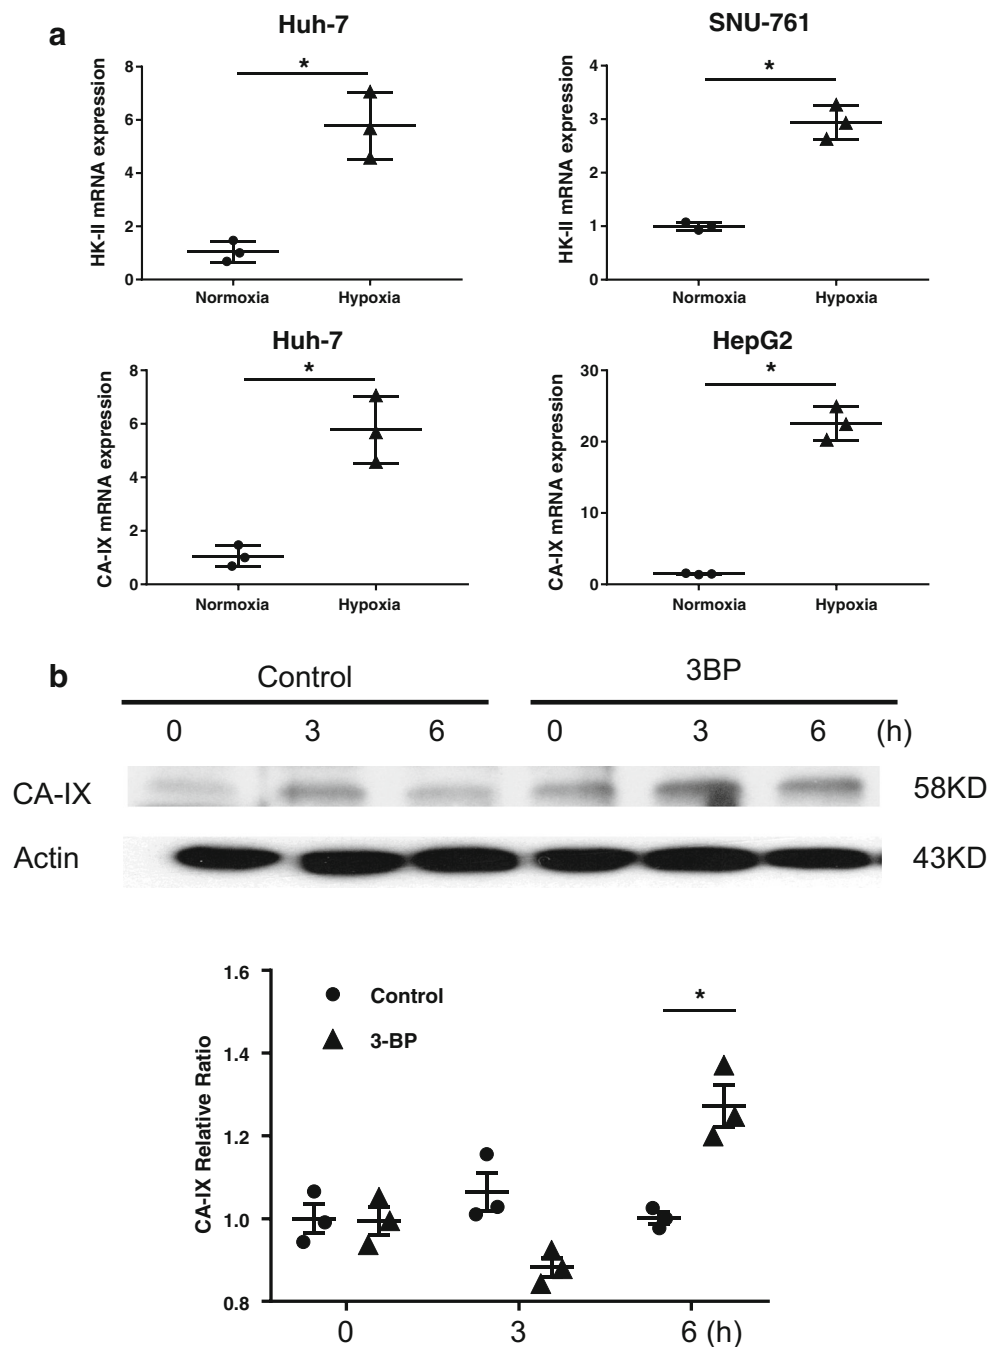 a
Huh-7
HK-II mRNA expression
8
6
4
2
0
*
Normoxia Hypoxia
SNU-761
HK-II mRNA expression
4
3
2
1
0
*
Normoxia Hypoxia
Huh-7
CA-IX mRNA expression
8
6
4
2
0
*
Normoxia Hypoxia
HepG2
CA-IX mRNA expression
30
20
10
0
*
Normoxia Hypoxia
b
Control 3BP
0 3 6 0 3 6 (h)
CA-IX 58KD
Actin 43KD
CA-IX Relative Ratio
1.6
1.4
1.2
1.0
0.8
Control
3-BP
*
0 3 6 (h)